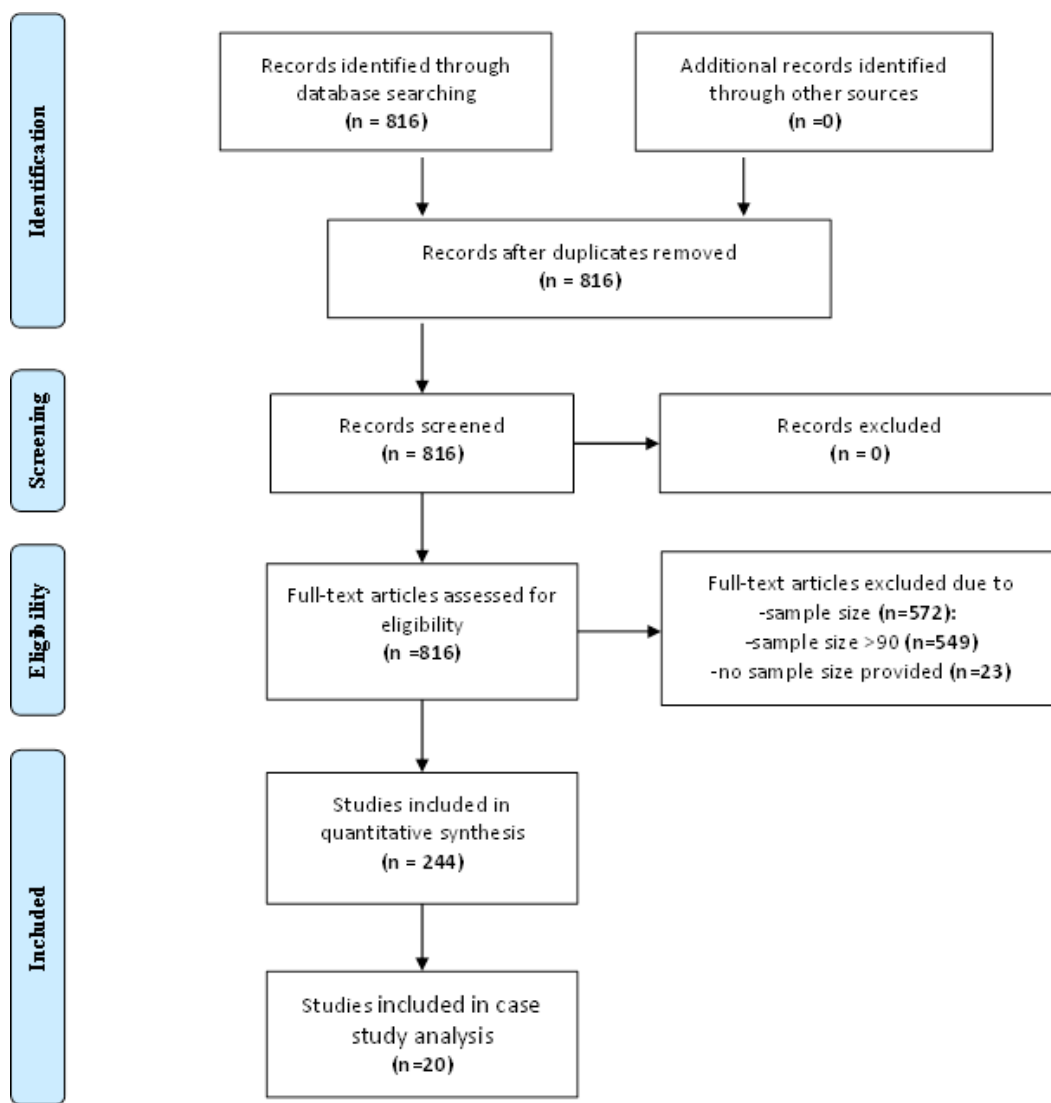 Identification
Records identified through
database searching
(n = 816)
Additional records identified
through other sources
(n =0)
Records after duplicates removed
(n = 816)
Screening
Records screened
(n = 816)
Records excluded
(n = 0)
Eligibility
Full-text articles assessed for
eligibility
(n =816)
Full-text articles excluded due to
-sample size (n=572):
-sample size >90 (n=549)
-no sample size provided (n=23)
Included
Studies included in
quantitative synthesis
(n = 244)
Studies included in case
study analysis
(n=20)